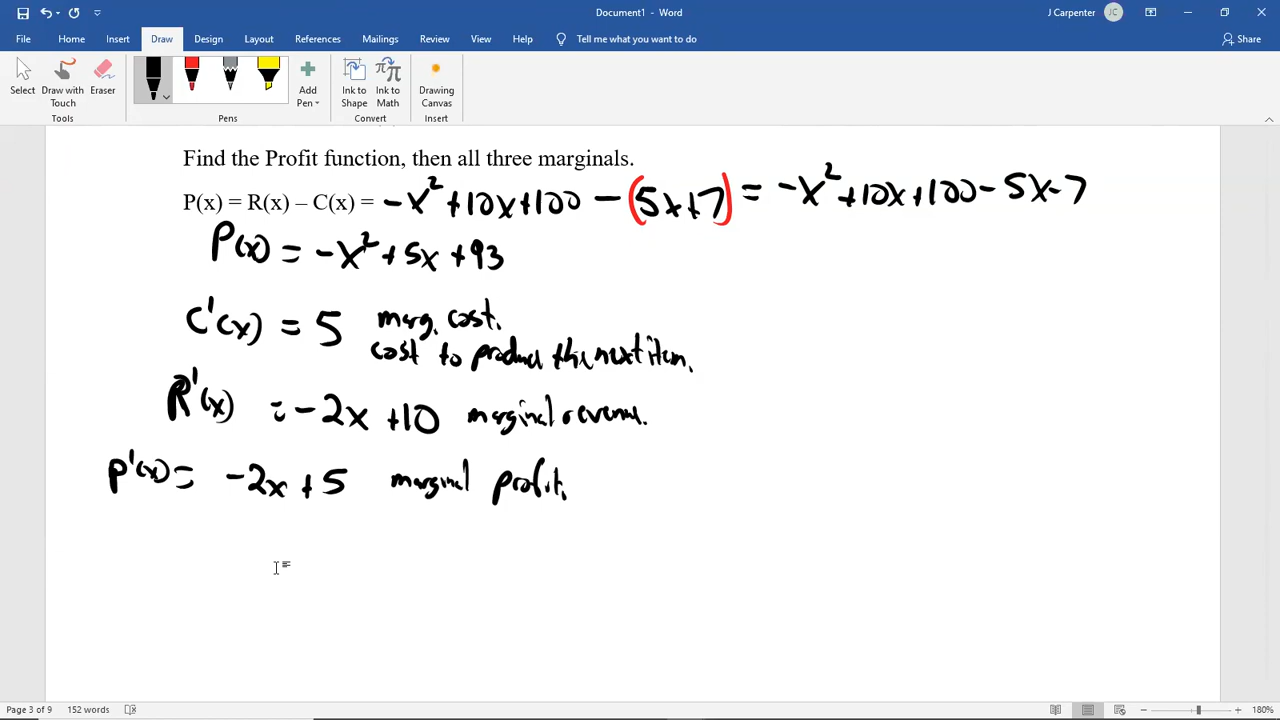 Document1 - Word
J Carpenter JC
File Home Insert Draw Design Layout References Mailings Review View Help Tell me what you want to do Share
Select Draw with Touch Eraser Add Pen Ink to Shape Ink to Math Drawing Canvas
Tools Pens Convert Insert
Find the Profit function, then all three marginals.
P(x) = R(x) – C(x) = -x² + 10x + 100 - (5x+7) = -x² + 10x + 100 - 5x - 7
P(x) = -x² + 5x + 93
C'(x) = 5 marg. cost.
cost to produce the next item.
R'(x) = -2x + 10 marginal revenue.
P'(x) = -2x + 5 marginal profit.
Page 3 of 9 152 words 180%